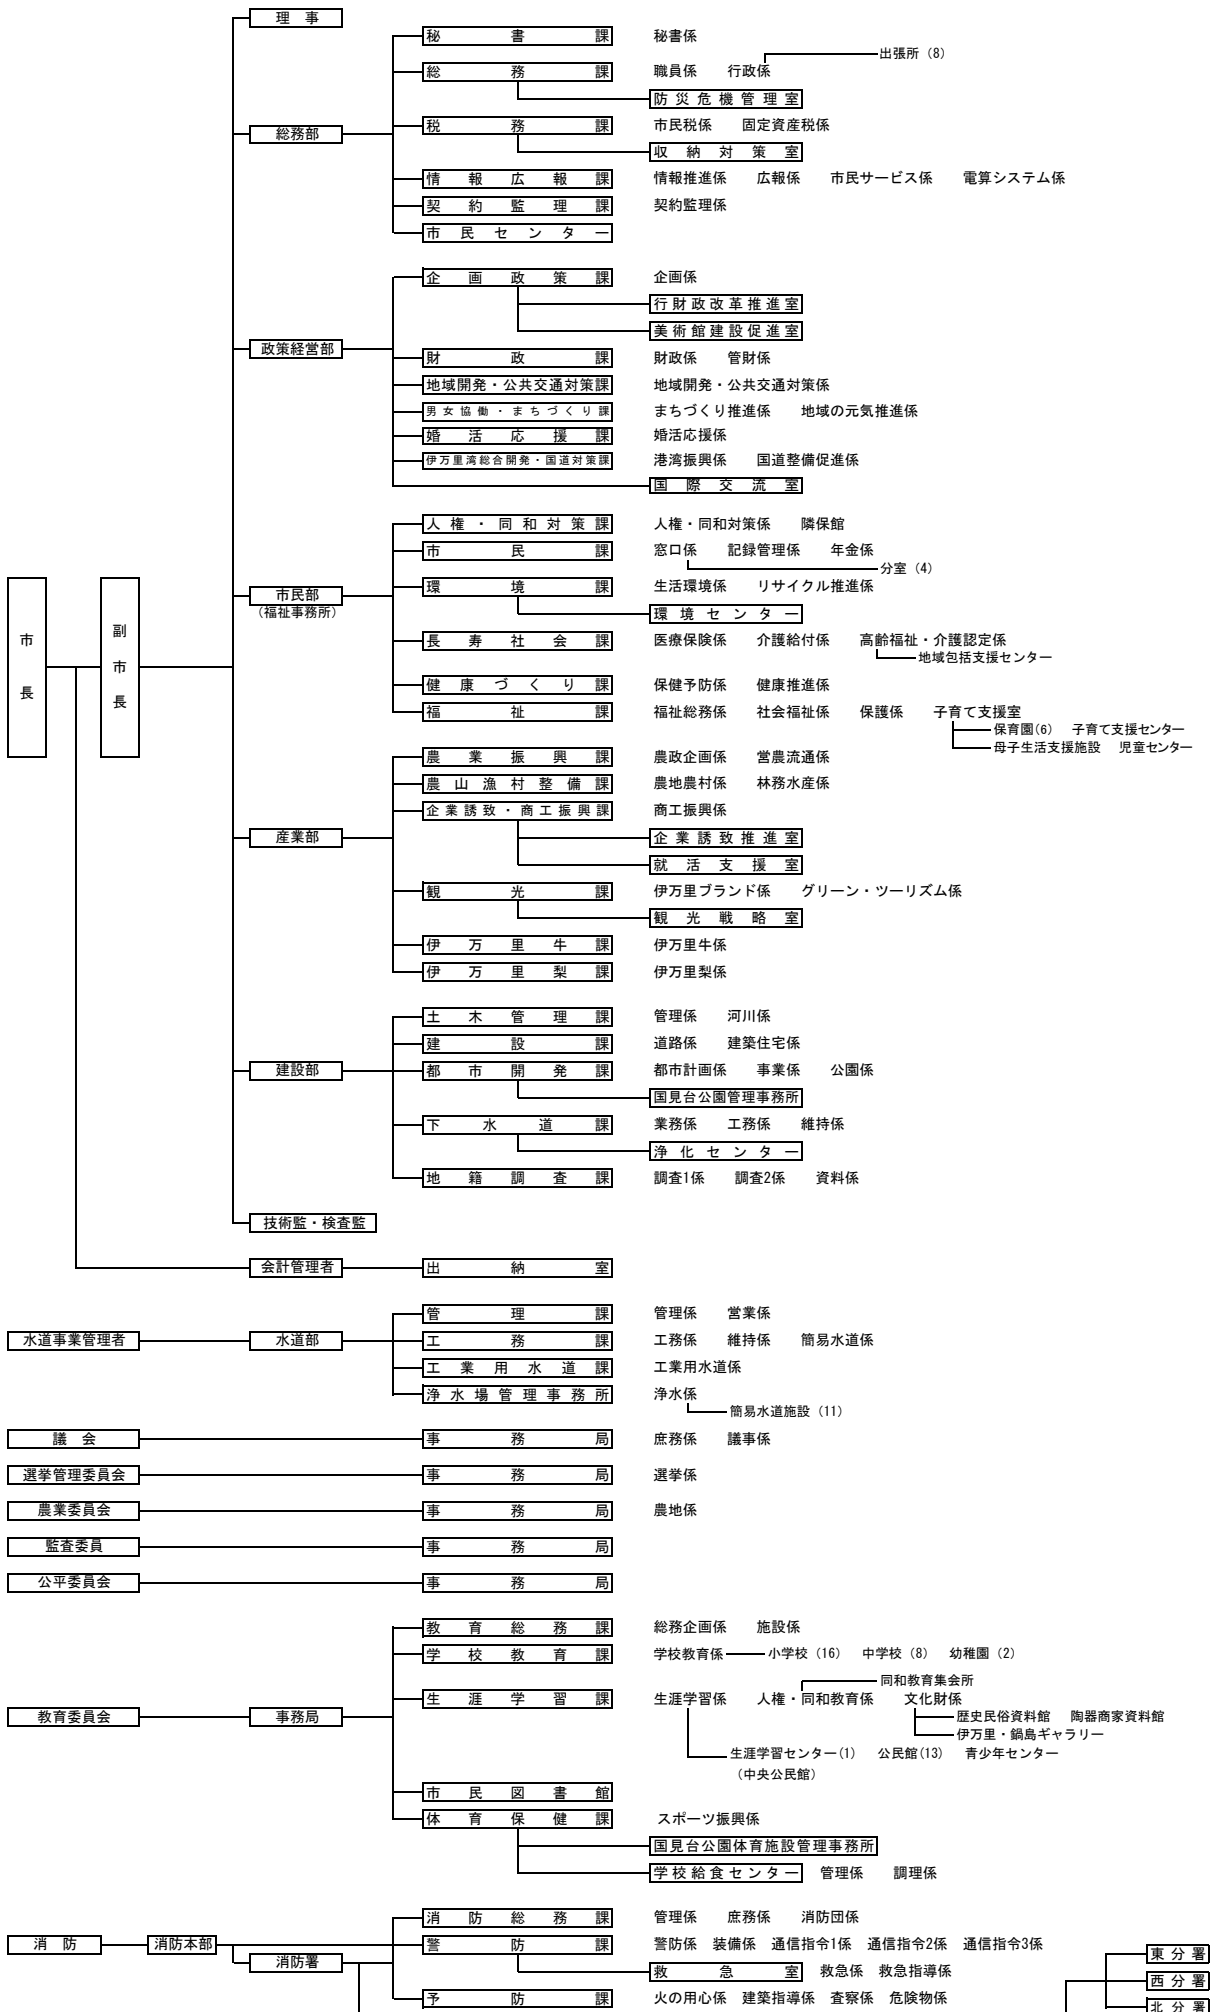 理事
秘書課 秘書係
出張所（8）
総務課 職員係 行政係
防災危機管理室
総務部 税務課 市民税係 固定資産税係
収納対策室
情報広報課 情報推進係 広報係 市民サービス係 電算システム係
契約監理課 契約監理係
市民センター
企画政策課 企画係
行財政改革推進室
美術館建設促進室
政策経営部
財政課 財政係 管財係
地域開発・公共交通対策課 地域開発・公共交通対策係
男女協働・まちづくり課 まちづくり推進係 地域の元気推進係
婚活応援課 婚活応援係
伊万里湾総合開発・国道対策課 港湾振興係 国道整備促進係
国際交流室
人権・同和対策課 人権・同和対策係 隣保館
市民課 窓口係 記録管理係 年金係
分室（4）
市民部 環境課 生活環境係 リサイクル推進係
（福祉事務所）
環境センター
市長 副市長
長寿社会課 医療保険係 介護給付係 高齢福祉・介護認定係
地域包括支援センター
健康づくり課 保健予防係 健康推進係
福祉課 福祉総務係 社会福祉係 保護係 子育て支援室
保育園(6) 子育て支援センター
母子生活支援施設 児童センター
農業振興課 農政企画係 営農流通係
農山漁村整備課 農地農村係 林務水産係
企業誘致・商工振興課 商工振興係
産業部 企業誘致推進室
就活支援室
観光課 伊万里ブランド係 グリーン・ツーリズム係
観光戦略室
伊万里牛課 伊万里牛係
伊万里梨課 伊万里梨係
土木管理課 管理係 河川係
建設課 道路係 建築住宅係
建設部 都市開発課 都市計画係 事業係 公園係
国見台公園管理事務所
下水道課 業務係 工務係 維持係
浄化センター
地籍調査課 調査1係 調査2係 資料係
技術監・検査監
会計管理者 出納室
管理課 管理係 営業係
水道事業管理者 水道部 工務課 工務係 維持係 簡易水道係
工業用水道課 工業用水道係
浄水場管理事務所 浄水係
簡易水道施設（11）
議会 事務局 庶務係 議事係
選挙管理委員会 事務局 選挙係
農業委員会 事務局 農地係
監査委員 事務局
公平委員会 事務局
教育総務課 総務企画係 施設係
学校教育課 学校教育係 小学校（16） 中学校（8） 幼稚園（2）
同和教育集会所
生涯学習課 生涯学習係 人権・同和教育係 文化財係
教育委員会 事務局 歴史民俗資料館 陶器商家資料館
伊万里・鍋島ギャラリー
生涯学習センター(1) 公民館(13) 青少年センター
（中央公民館）
市民図書館
体育保健課 スポーツ振興係
国見台公園体育施設管理事務所
学校給食センター 管理係 調理係
消防総務課 管理係 庶務係 消防団係
消防 消防本部 警防課 警防係 装備係 通信指令1係 通信指令2係 通信指令3係
東分署
消防署
救急室 救急係 救急指導係
西分署
予防課 火の用心係 建築指導係 査察係 危険物係
北分署